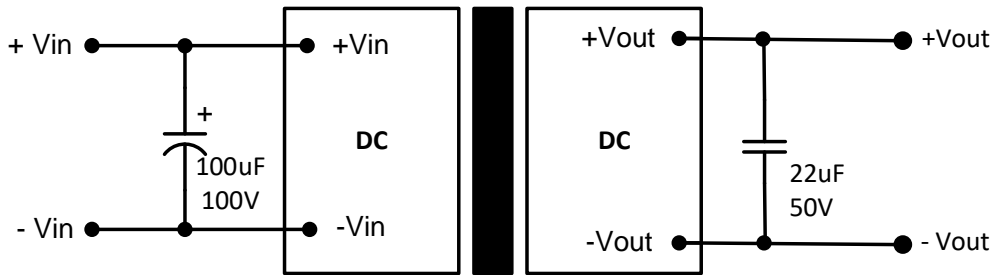 + Vin
+Vin
+
DC
100uF
100V
- Vin
-Vin
+Vout
+Vout
DC
22uF
50V
-Vout
- Vout